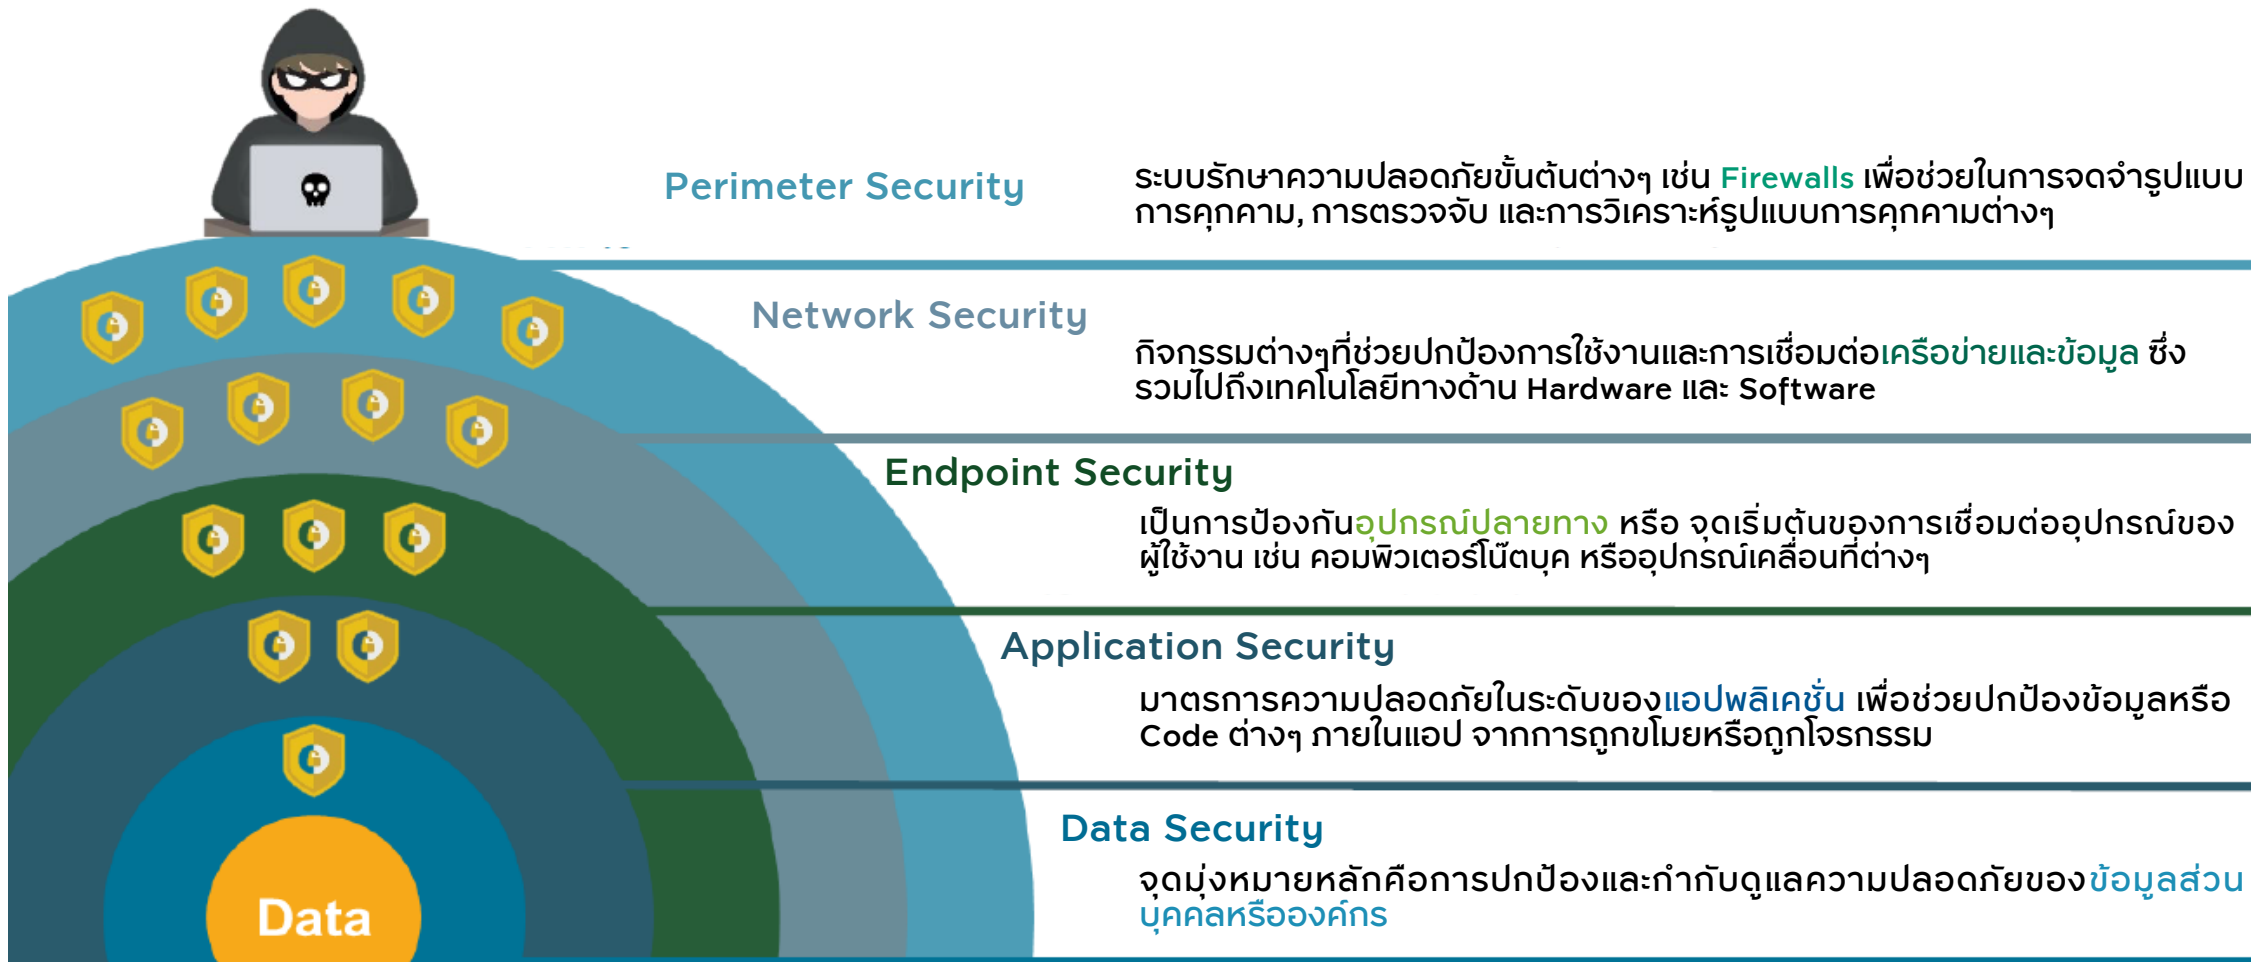 Perimeter Security
ระบบรักษาความปลอดภัยขั้นต้นต่างๆ เช่น Firewalls เพื่อช่วยในการจดจำรูปแบบ
การคุกคาม, การตรวจจับ และการวิเคราะห์รูปแบบการคุกคามต่างๆ
Network Security
กิจกรรมต่างๆที่ช่วยปกป้องการใช้งานและการเชื่อมต่อเครือข่ายและข้อมูล ซึ่ง
รวมไปถึงเทคโนโลยีทางด้าน Hardware และ Software
Endpoint Security
เป็นการป้องกันอุปกรณ์ปลายทาง หรือ จุดเริ่มต้นของการเชื่อมต่ออุปกรณ์ของ
ผู้ใช้งาน เช่น คอมพิวเตอร์โน๊ตบุค หรืออุปกรณ์เคลื่อนที่ต่างๆ
Application Security
มาตรการความปลอดภัยในระดับของแอปพลิเคชั่น เพื่อช่วยปกป้องข้อมูลหรือ
Code ต่างๆ ภายในแอป จากการถูกขโมยหรือถูกโจรกรรม
Data Security
จุดมุ่งหมายหลักคือการปกป้องและกำกับดูแลความปลอดภัยของข้อมูลส่วน
บุคคลหรือองค์กร
Data